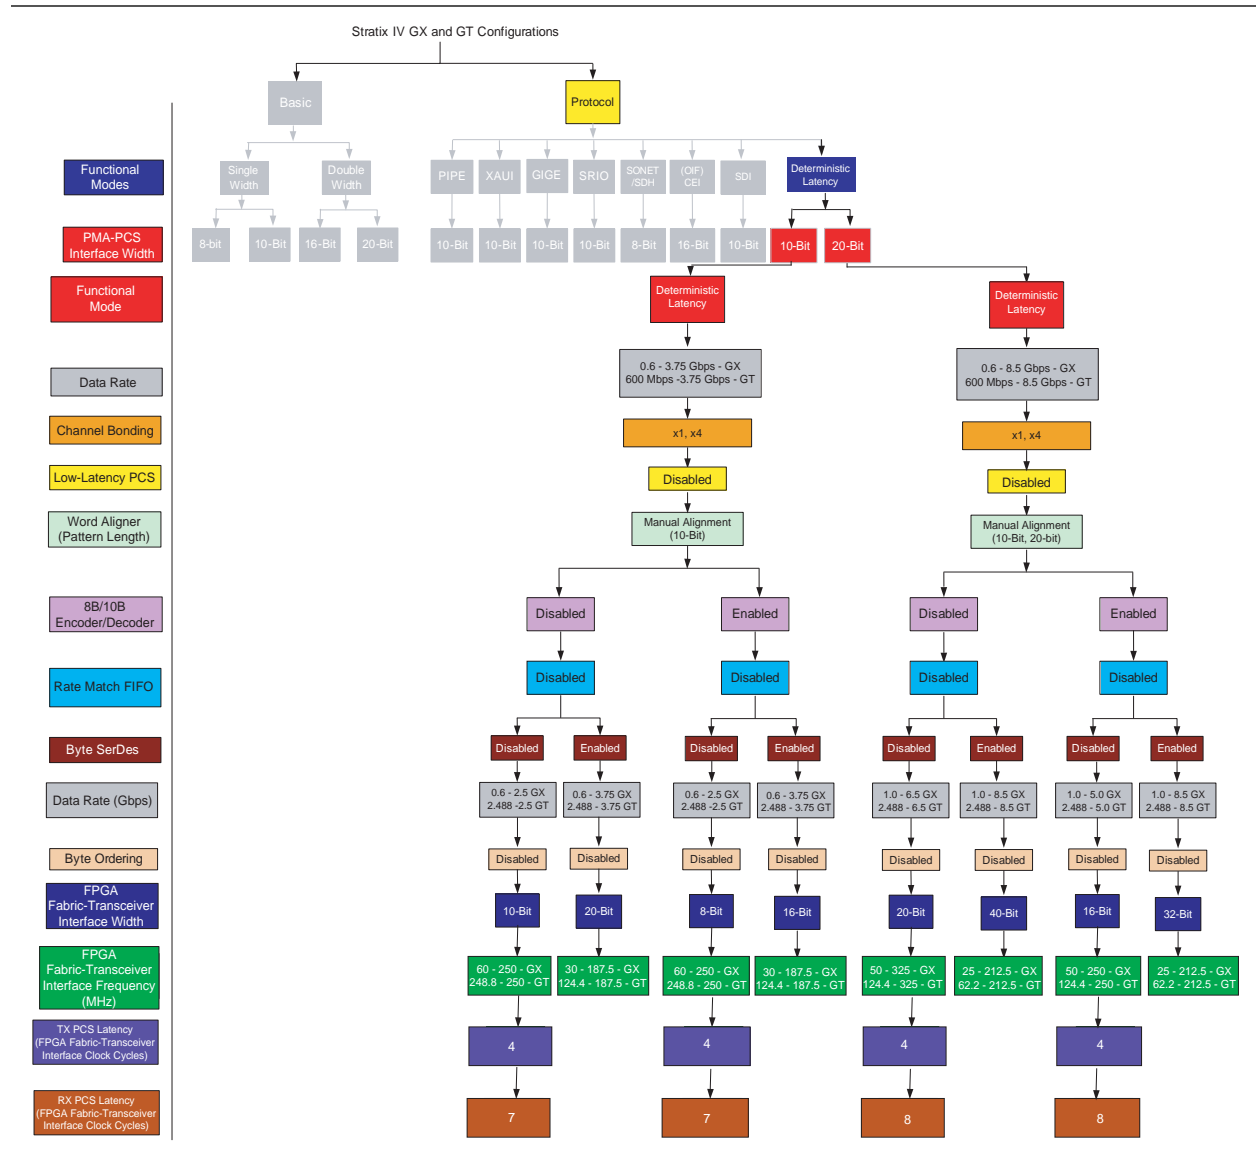 Stratix IV GX and GT Configurations
Basic
Protocol
Functional
Modes
Single
Width
Double
Width
PIPE
XAUI
GIGE
SRIO
SONET
/SDH
(OIF)
CEI
SDI
Deterministic
Latency
PMA-PCS
Interface Width
8-bit
10-Bit
16-Bit
20-Bit
10-Bit
10-Bit
10-Bit
10-Bit
8-Bit
16-Bit
10-Bit
10-Bit
20-Bit
Functional
Mode
Deterministic
Latency
Deterministic
Latency
Data Rate
0.6 - 3.75 Gbps - GX
600 Mbps -3.75 Gbps - GT
0.6 - 8.5 Gbps - GX
600 Mbps - 8.5 Gbps - GT
Channel Bonding
x1, x4
x1, x4
Low-Latency PCS
Disabled
Disabled
Word Aligner
(Pattern Length)
Manual Alignment
(10-Bit)
Manual Alignment
(10-Bit, 20-bit)
8B/10B
Encoder/Decoder
Disabled
Enabled
Disabled
Enabled
Rate Match FIFO
Disabled
Disabled
Disabled
Disabled
Byte SerDes
Disabled
Enabled
Disabled
Enabled
Disabled
Enabled
Disabled
Enabled
Data Rate (Gbps)
0.6 - 2.5 GX
2.488 -2.5 GT
0.6 - 3.75 GX
2.488 - 3.75 GT
0.6 - 2.5 GX
2.488 -2.5 GT
0.6 - 3.75 GX
2.488 - 3.75 GT
1.0 - 6.5 GX
2.488 - 6.5 GT
1.0 - 8.5 GX
2.488 - 8.5 GT
1.0 - 5.0 GX
2.488 - 5.0 GT
1.0 - 8.5 GX
2.488 - 8.5 GT
Byte Ordering
Disabled
Disabled
Disabled
Disabled
Disabled
Disabled
Disabled
Disabled
FPGA
Fabric-Transceiver
Interface Width
10-Bit
20-Bit
8-Bit
16-Bit
20-Bit
40-Bit
16-Bit
32-Bit
FPGA
Fabric-Transceiver
Interface Frequency
(MHz)
60 - 250 - GX
248.8 - 250 - GT
30 - 187.5 - GX
124.4 - 187.5 - GT
60 - 250 - GX
248.8 - 250 - GT
30 - 187.5 - GX
124.4 - 187.5 - GT
50 - 325 - GX
124.4 - 325 - GT
25 - 212.5 - GX
62.2 - 212.5 - GT
50 - 250 - GX
124.4 - 250 - GT
25 - 212.5 - GX
62.2 - 212.5 - GT
TX PCS Latency
(FPGA Fabric-Transceiver
Interface Clock Cycles)
4
4
4
4
RX PCS Latency
(FPGA Fabric-Transceiver
Interface Clock Cycles)
7
7
8
8